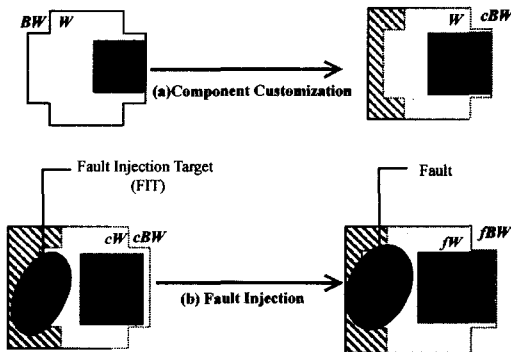 BW W
W cBW
(a)Component Customization
Fault Injection Target
(FIT)
Fault
cW cBW
fW fBW
(b) Fault Injection